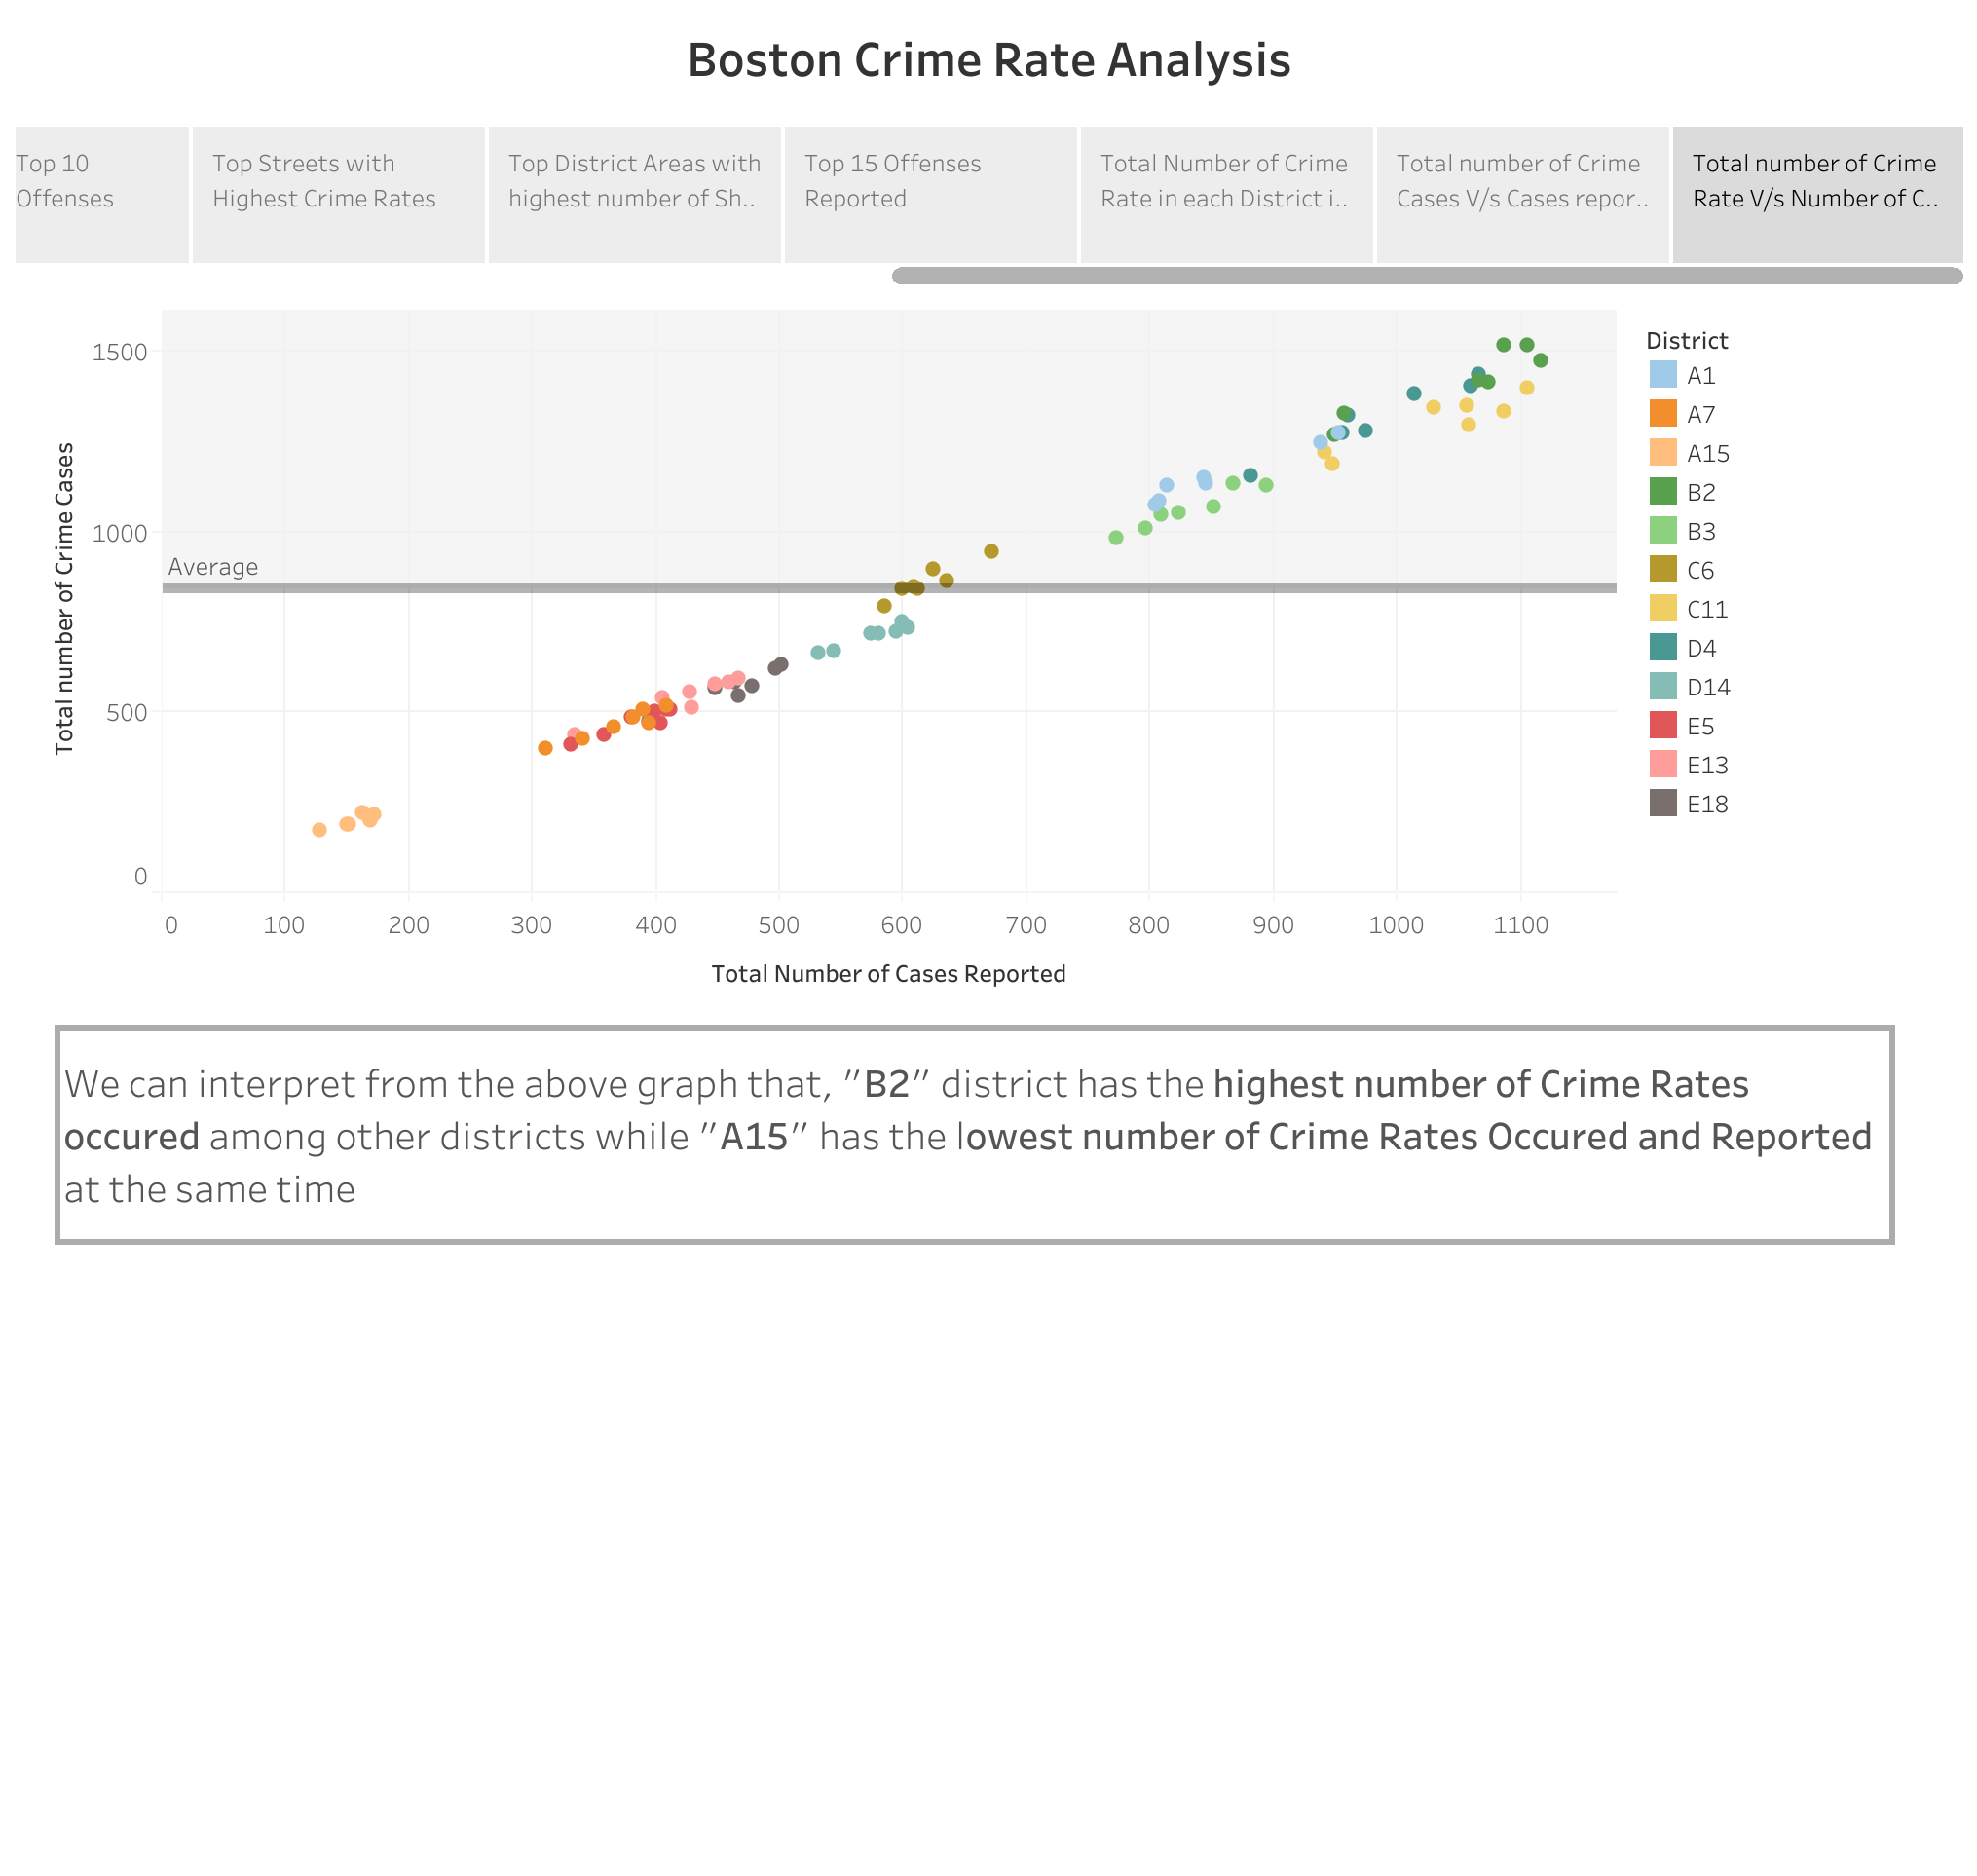 Boston Crime Rate Analysis
Top 10
Offenses
Top Streets with
Highest Crime Rates
Top District Areas with
highest number of Sh..
Top 15 Offenses
Reported
Total Number of Crime
Rate in each District i..
Total number of Crime
Cases V/s Cases repor..
Total number of Crime
Rate V/s Number of C..
Total number of Crime Cases
1500
1000
500
0
Average
0 100 200 300 400 500 600 700 800 900 1000 1100
Total Number of Cases Reported
District
A1
A7
A15
B2
B3
C6
C11
D4
D14
E5
E13
E18
We can interpret from the above graph that, "B2" district has the highest number of Crime Rates
occured among other districts while "A15" has the lowest number of Crime Rates Occured and Reported
at the same time